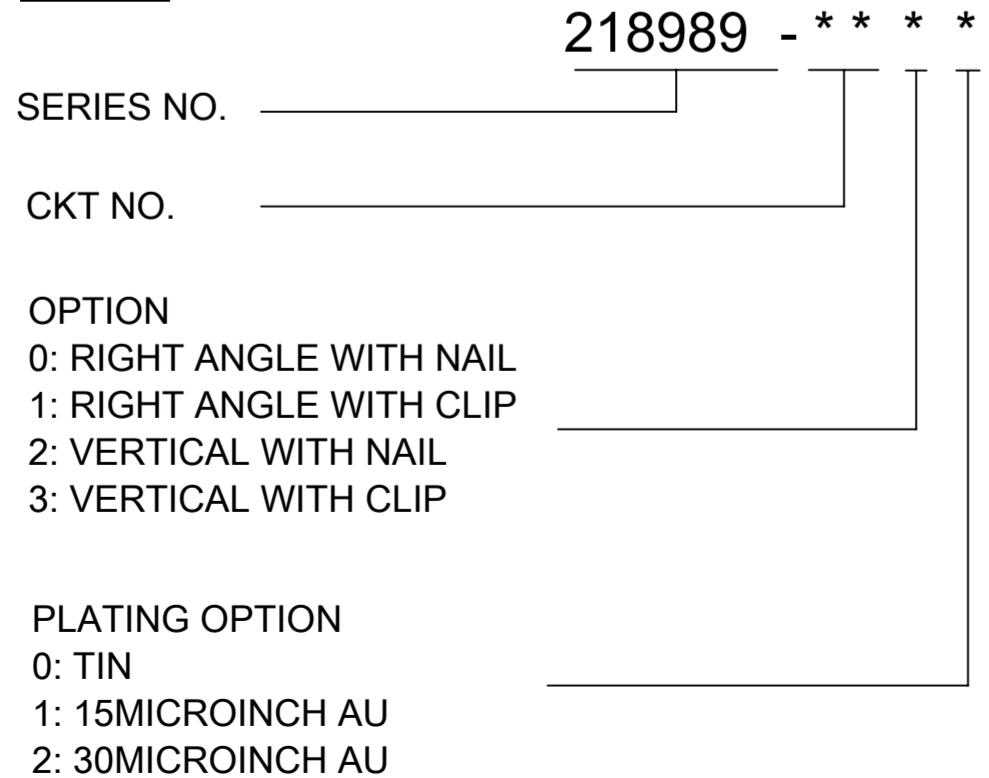 218989 - * * * *
SERIES NO.
CKT NO.
OPTION
0: RIGHT ANGLE WITH NAIL
1: RIGHT ANGLE WITH CLIP
2: VERTICAL WITH NAIL
3: VERTICAL WITH CLIP
PLATING OPTION
0: TIN
1: 15MICROINCH AU
2: 30MICROINCH AU